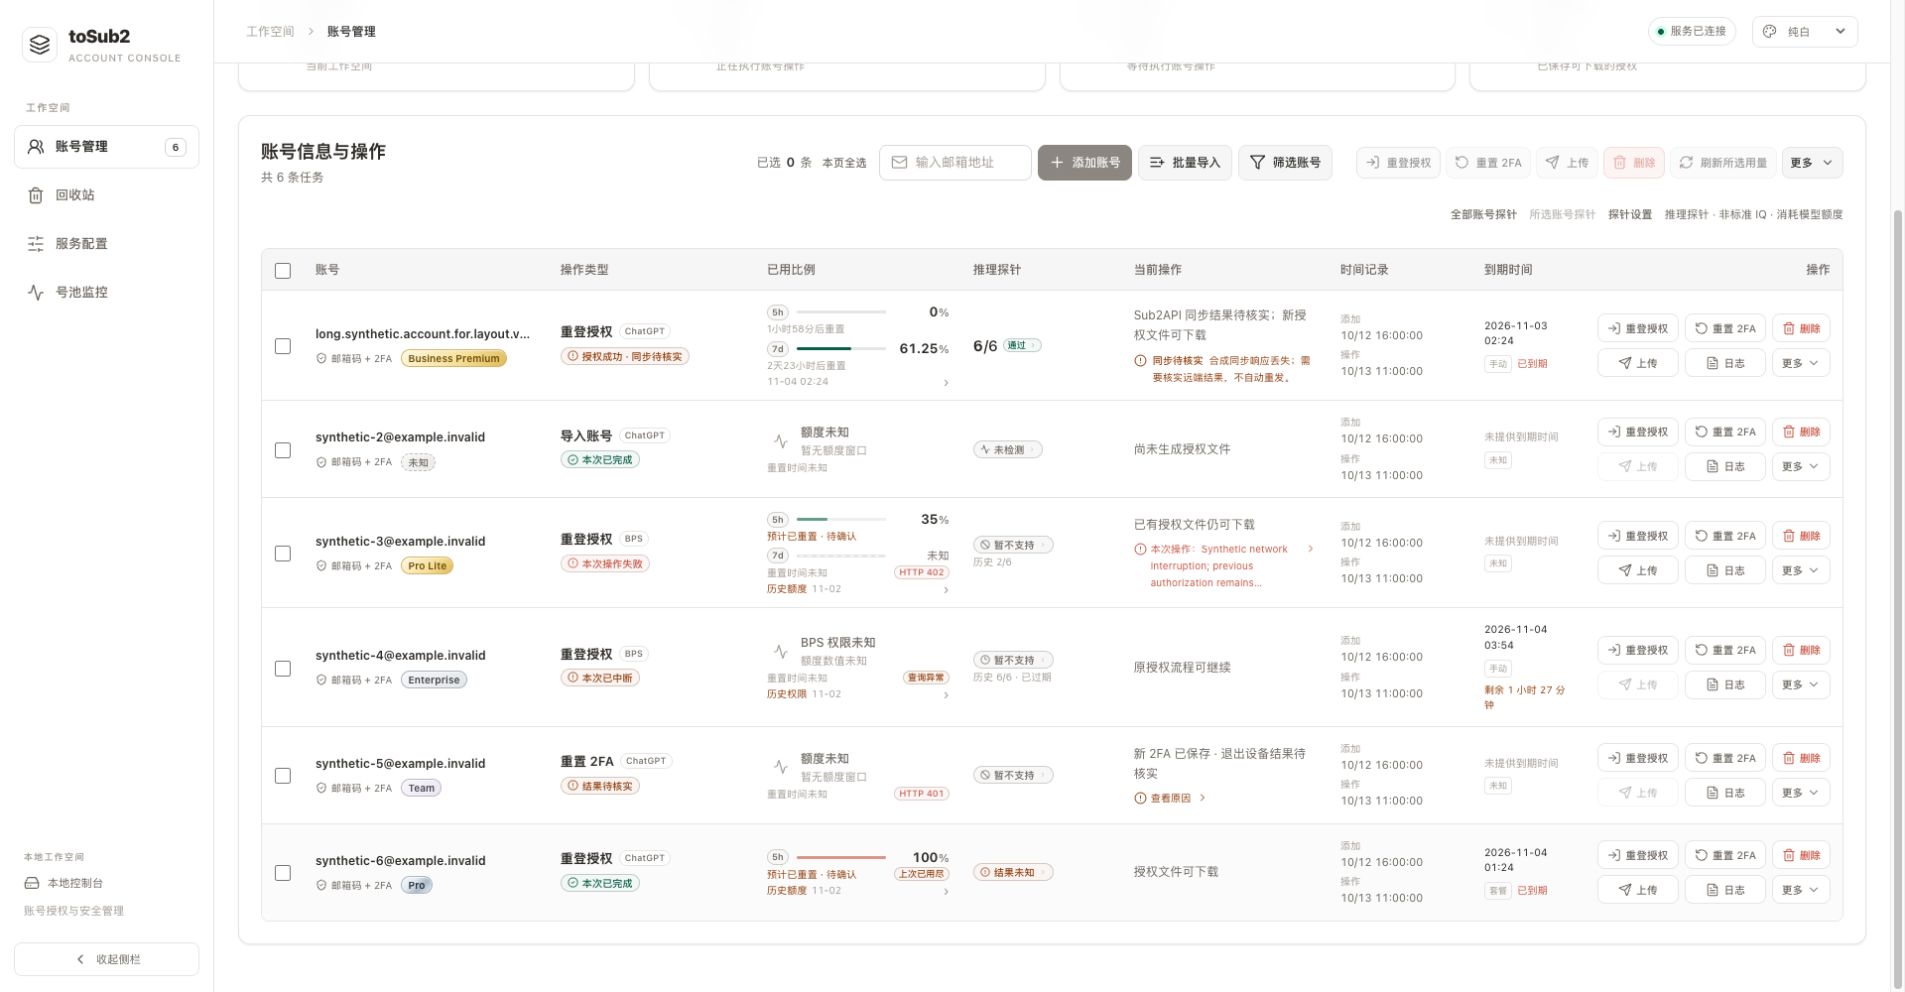 toSub2
ACCOUNT CONSOLE
工作空间
账号管理
6
回收站
服务配置
号池监控
本地工作空间
本地控制台
账号授权与安全管理
收起侧栏
工作空间
账号管理
服务已连接
纯白
当前工作空间
正在执行账号操作
等待执行账号操作
已保存可下载的授权
账号信息与操作
共 6 条任务
已选 0 条
本页全选
输入邮箱地址
添加账号
批量导入
筛选账号
重登授权
重置 2FA
上传
删除
刷新所选用量
更多
全部账号探针
所选账号探针
探针设置
推理探针 · 非标准 IQ · 消耗模型额度
账号
操作类型
已用比例
推理探针
当前操作
时间记录
到期时间
操作
long.synthetic.account.for.layout.v...
邮箱码 + 2FA
Business Premium
重登授权
ChatGPT
授权成功 · 同步待核实
5h
0%
1小时58分后重置
7d
61.25%
2天23小时后重置
11-04 02:24
6/6
通过
Sub2API 同步结果待核实；新授
权文件可下载
同步待核实 合成同步响应丢失；需
要核实远端结果，不自动重发。
添加
10/12 16:00:00
操作
10/13 11:00:00
2026-11-03
02:24
手动
已到期
重登授权
重置 2FA
删除
上传
日志
更多
synthetic-2@example.invalid
邮箱码 + 2FA
未知
导入账号
ChatGPT
本次已完成
额度未知
暂无额度窗口
重置时间未知
未检测
尚未生成授权文件
添加
10/12 16:00:00
操作
10/13 11:00:00
未提供到期时间
未知
重登授权
重置 2FA
删除
上传
日志
更多
synthetic-3@example.invalid
邮箱码 + 2FA
Pro Lite
重登授权
BPS
本次操作失败
5h
35%
预计已重置 · 待确认
7d
未知
重置时间未知
HTTP 402
历史额度 11-02
暂不支持
历史 2/6
已有授权文件仍可下载
本次操作：Synthetic network
interruption; previous
authorization remains...
添加
10/12 16:00:00
操作
10/13 11:00:00
未提供到期时间
未知
重登授权
重置 2FA
删除
上传
日志
更多
synthetic-4@example.invalid
邮箱码 + 2FA
Enterprise
重登授权
BPS
本次已中断
BPS 权限未知
额度数值未知
重置时间未知
查询异常
历史权限 11-02
暂不支持
历史 6/6 · 已过期
原授权流程可继续
添加
10/12 16:00:00
操作
10/13 11:00:00
2026-11-04
03:54
手动
剩余 1 小时 27 分
钟
重登授权
重置 2FA
删除
上传
日志
更多
synthetic-5@example.invalid
邮箱码 + 2FA
Team
重置 2FA
ChatGPT
结果待核实
额度未知
暂无额度窗口
重置时间未知
HTTP 401
暂不支持
新 2FA 已保存 · 退出设备结果待
核实
查看原因
添加
10/12 16:00:00
操作
10/13 11:00:00
未提供到期时间
未知
重登授权
重置 2FA
删除
上传
日志
更多
synthetic-6@example.invalid
邮箱码 + 2FA
Pro
重登授权
ChatGPT
本次已完成
5h
100%
预计已重置 · 待确认
上次已用尽
历史额度 11-02
结果未知
授权文件可下载
添加
10/12 16:00:00
操作
10/13 11:00:00
2026-11-04
01:24
套餐
已到期
重登授权
重置 2FA
删除
上传
日志
更多